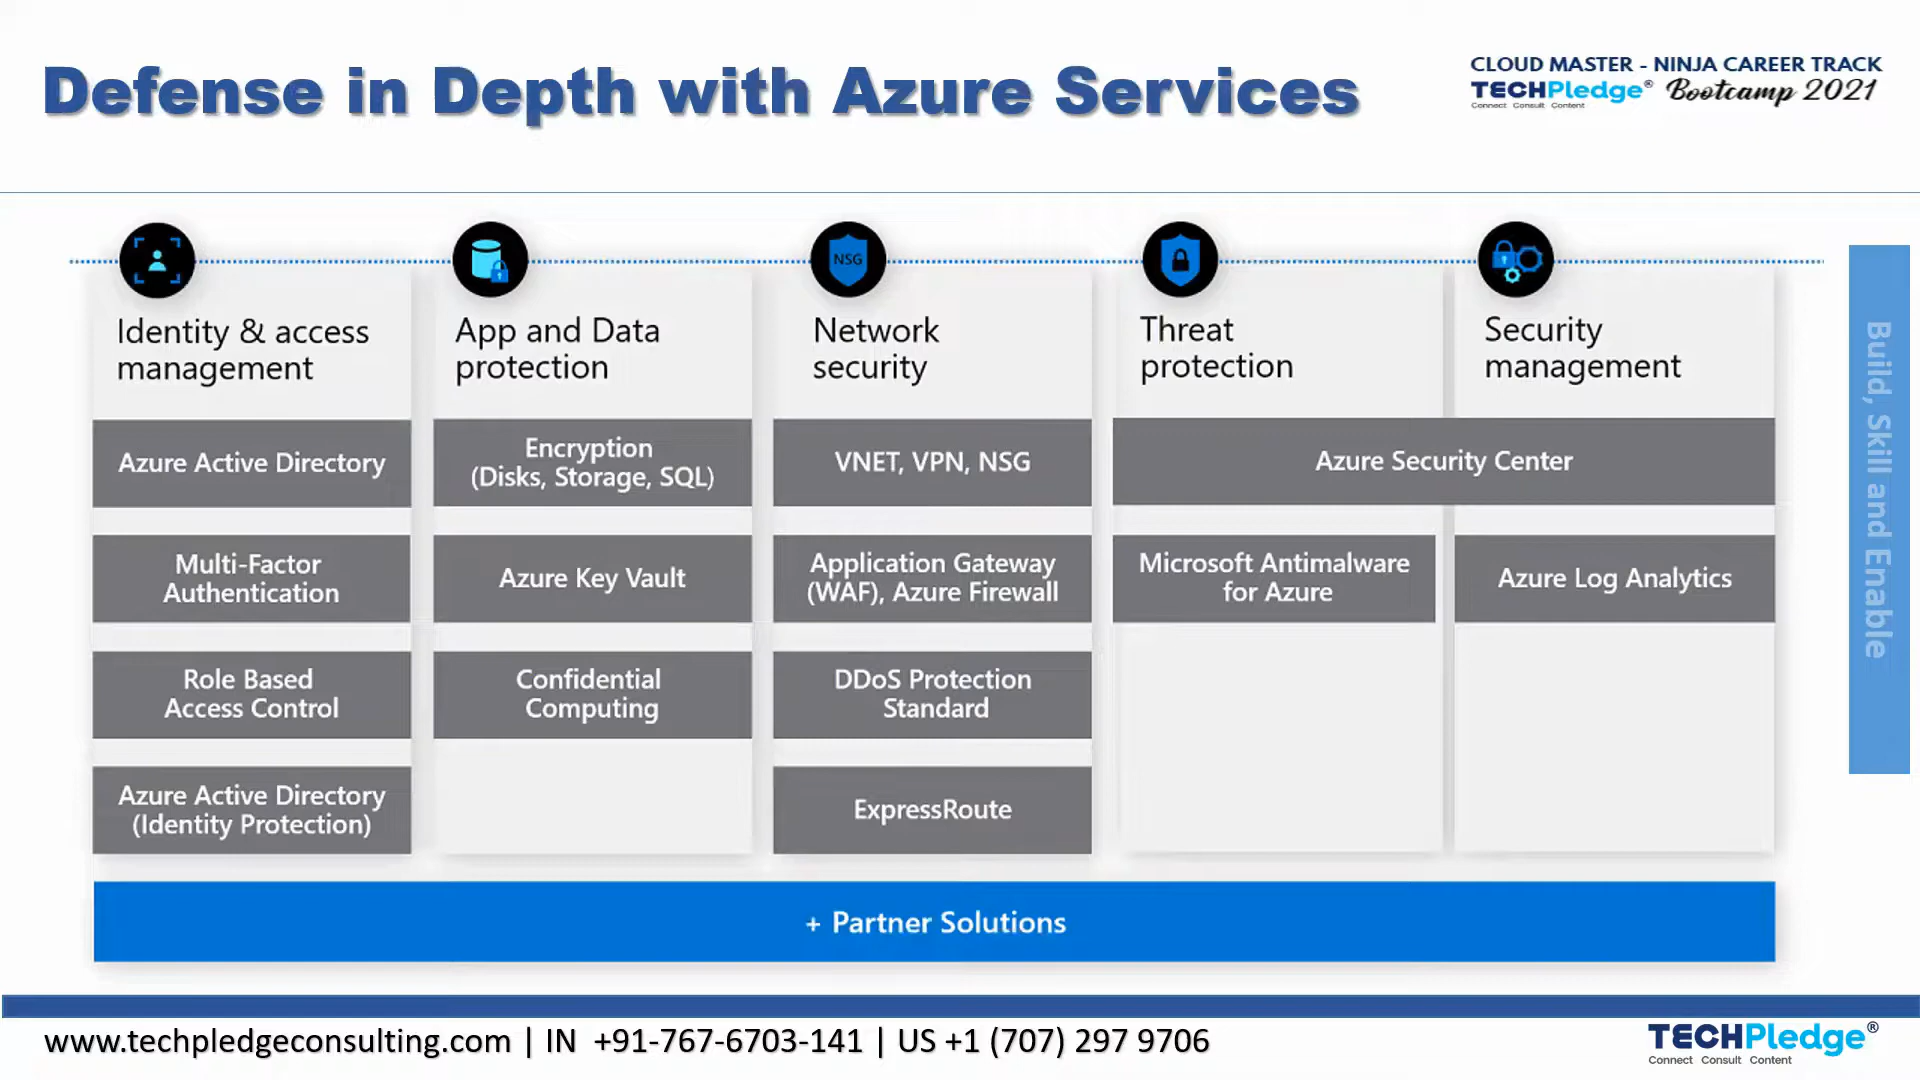 Defense in Depth with Azure Services
CLOUD MASTER - NINJA CAREER TRACK
TECHPledge® Bootcamp 2021
Connect Consult Content
NSG
Identity & access
management
App and Data
protection
Network
security
Threat
protection
Security
management
Azure Active Directory
Encryption
(Disks, Storage, SQL)
VNET, VPN, NSG
Azure Security Center
Multi-Factor
Authentication
Azure Key Vault
Application Gateway
(WAF), Azure Firewall
Microsoft Antimalware
for Azure
Azure Log Analytics
Role Based
Access Control
Confidential
Computing
DDoS Protection
Standard
Azure Active Directory
(Identity Protection)
ExpressRoute
+ Partner Solutions
Build, Skill and Enable
www.techpledgeconsulting.com | IN +91-767-6703-141 | US +1 (707) 297 9706
TECHPledge®
Connect Consult Content